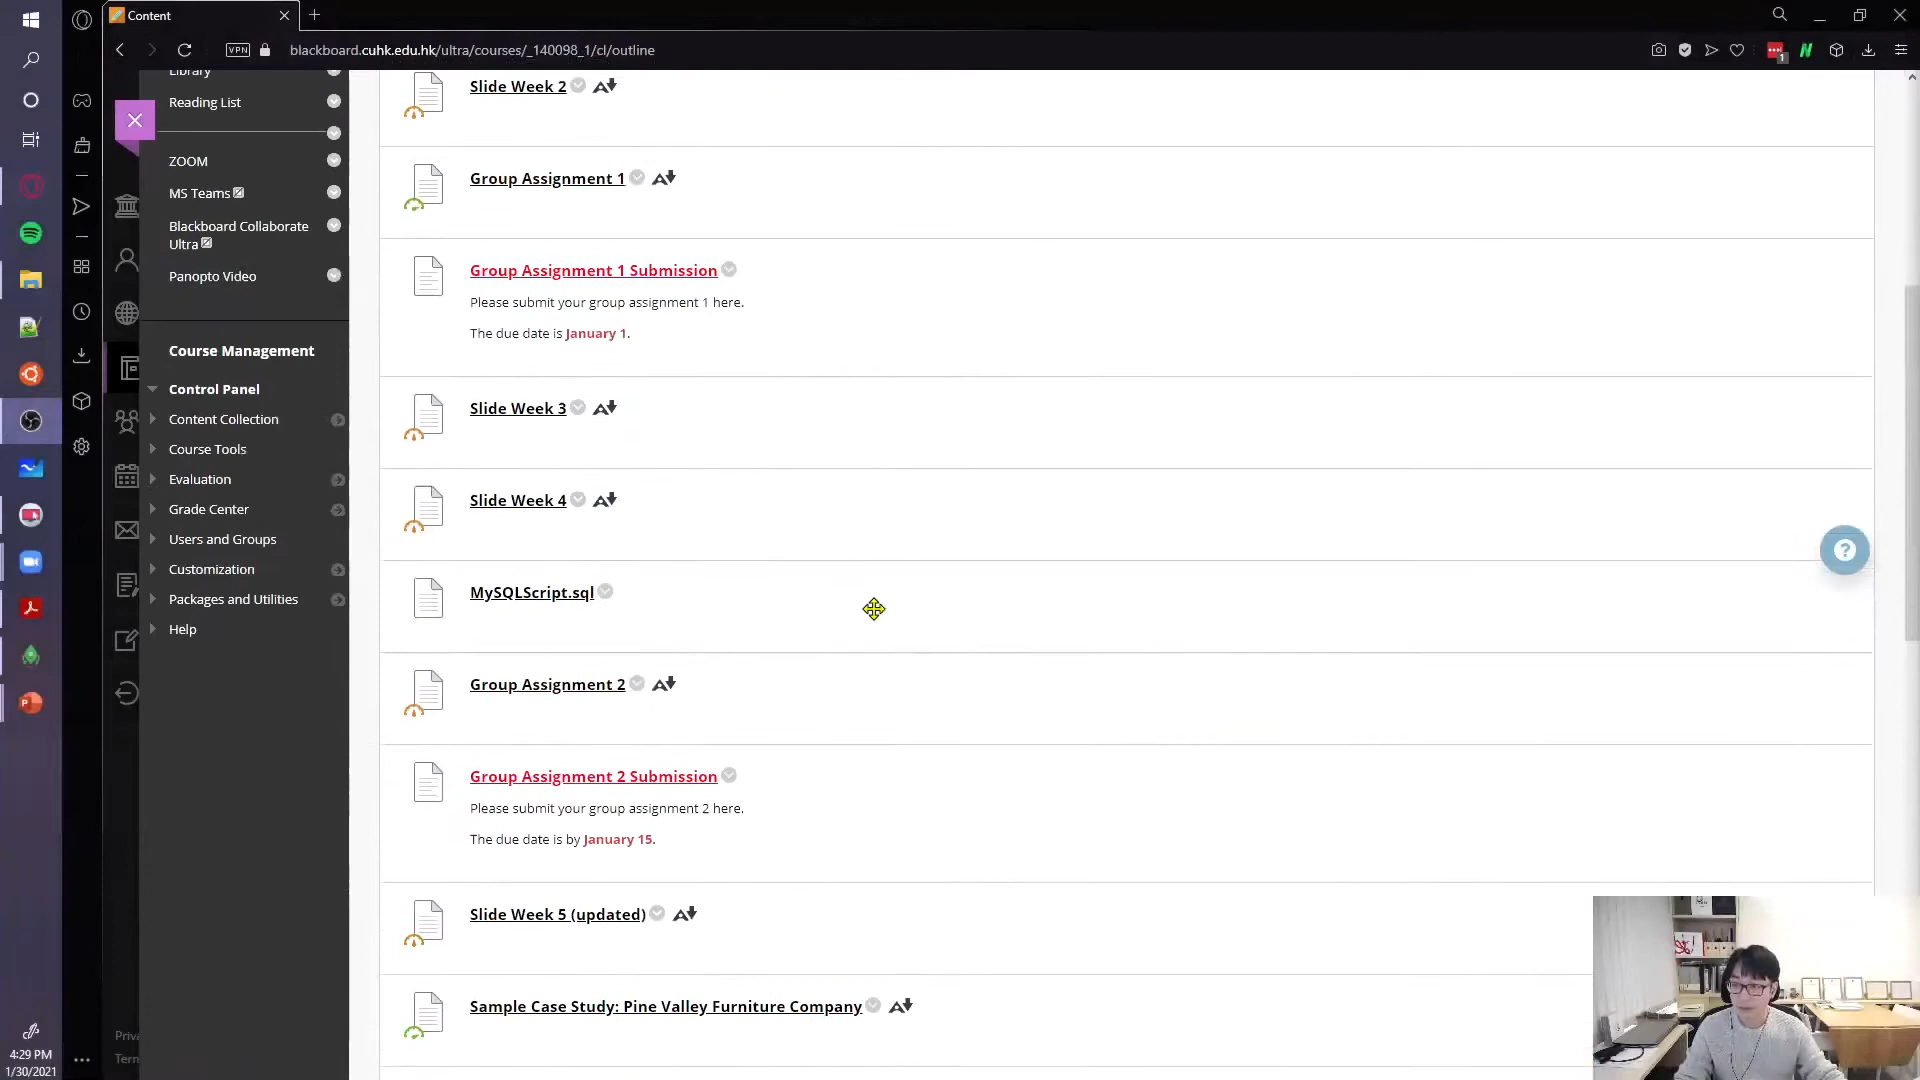 Content
VPN
blackboard.cuhk.edu.hk/ultra/courses/_140098_1/cl/outline
1
Library
Reading List
ZOOM
MS Teams
Blackboard Collaborate
Ultra
Panopto Video
Course Management
Control Panel
Content Collection
Course Tools
Evaluation
Grade Center
Users and Groups
Customization
Packages and Utilities
Help
Priva
Term
Slide Week 2
Group Assignment 1
Group Assignment 1 Submission
Please submit your group assignment 1 here.
The due date is January 1.
Slide Week 3
Slide Week 4
MySQLScript.sql
Group Assignment 2
Group Assignment 2 Submission
Please submit your group assignment 2 here.
The due date is by January 15.
Slide Week 5 (updated)
Sample Case Study: Pine Valley Furniture Company
4:29 PM
1/30/2021